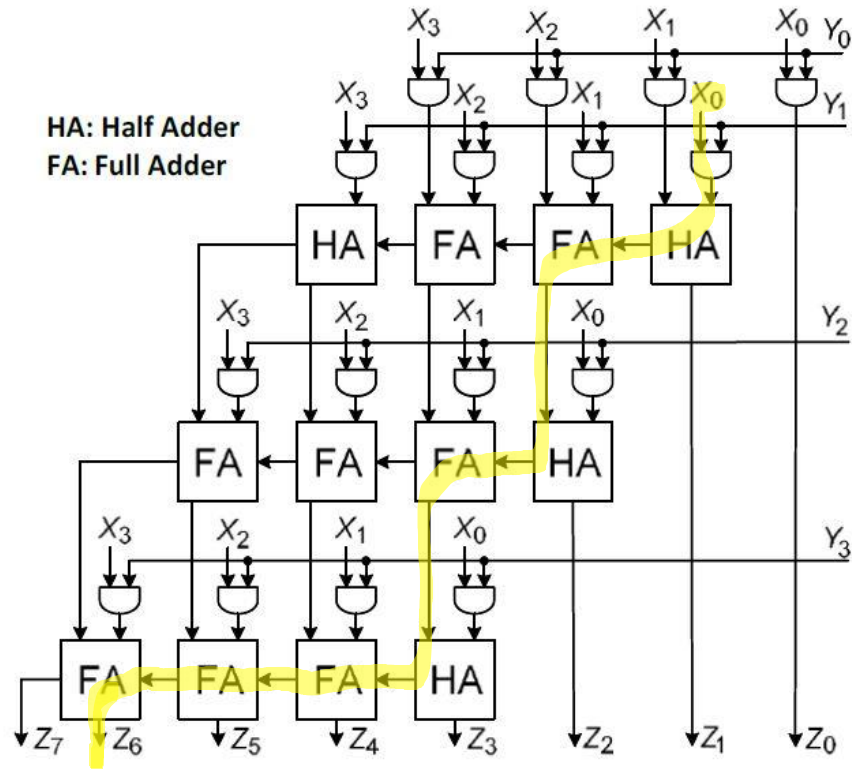 X3 X2 X1 X0 Y0
X3 X2 X1 X0 Y1
HA: Half Adder
FA: Full Adder
HA FA FA HA
X3 X2 X1 X0 Y2
FA FA FA HA
X3 X2 X1 X0 Y3
FA FA FA HA
Z7 Z6 Z5 Z4 Z3 Z2 Z1 Z0